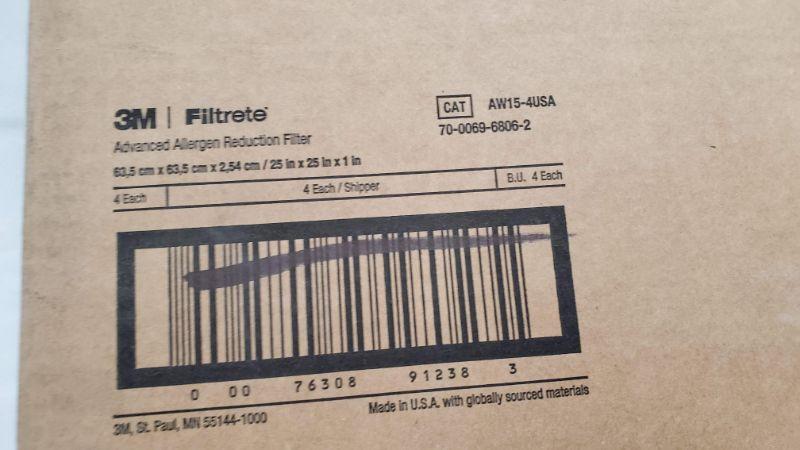 3M | Filtrete
CAT AW15-4USA
70-0069-6806-2
Advanced Allergen Reduction Filter
63,5 cm x 63,5 cm x 2,54 cm / 25 in x 25 in x 1 in
4 Each 4 Each / Shipper B.U. 4 Each
0 00 76308 91238 3
3M, St. Paul, MN 55144-1000
Made in U.S.A. with globally sourced materials